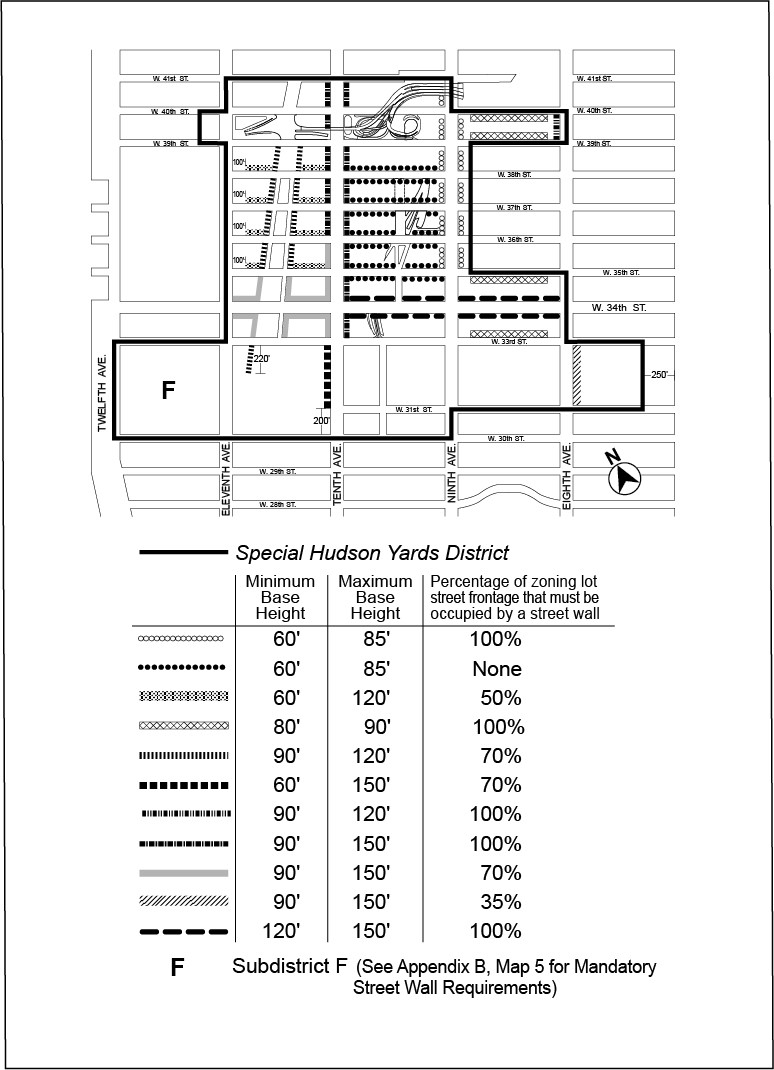 W. 41st ST.
W. 41st ST.
W. 40th ST.
W. 40th ST.
W. 39th ST.
W. 39th ST.
100'
W. 38th ST.
100'
W. 37th ST.
100'
W. 36th ST.
100'
W. 35th ST.
W. 34th ST.
W. 33rd ST.
220'
F
250'
TWELFTH AVE.
W. 31st ST.
200'
W. 30th ST.
ELEVENTH AVE.
TENTH AVE.
NINTH AVE.
EIGHTH AVE.
N
W. 29th ST.
W. 28th ST.
Special Hudson Yards District
Minimum Maximum Percentage of zoning lot
Base Base street frontage that must be
Height Height occupied by a street wall
60' 85' 100%
60' 85' None
60' 120' 50%
80' 90' 100%
90' 120' 70%
60' 150' 70%
90' 120' 100%
90' 150' 100%
90' 150' 70%
90' 150' 35%
120' 150' 100%
F Subdistrict F (See Appendix B, Map 5 for Mandatory
Street Wall Requirements)